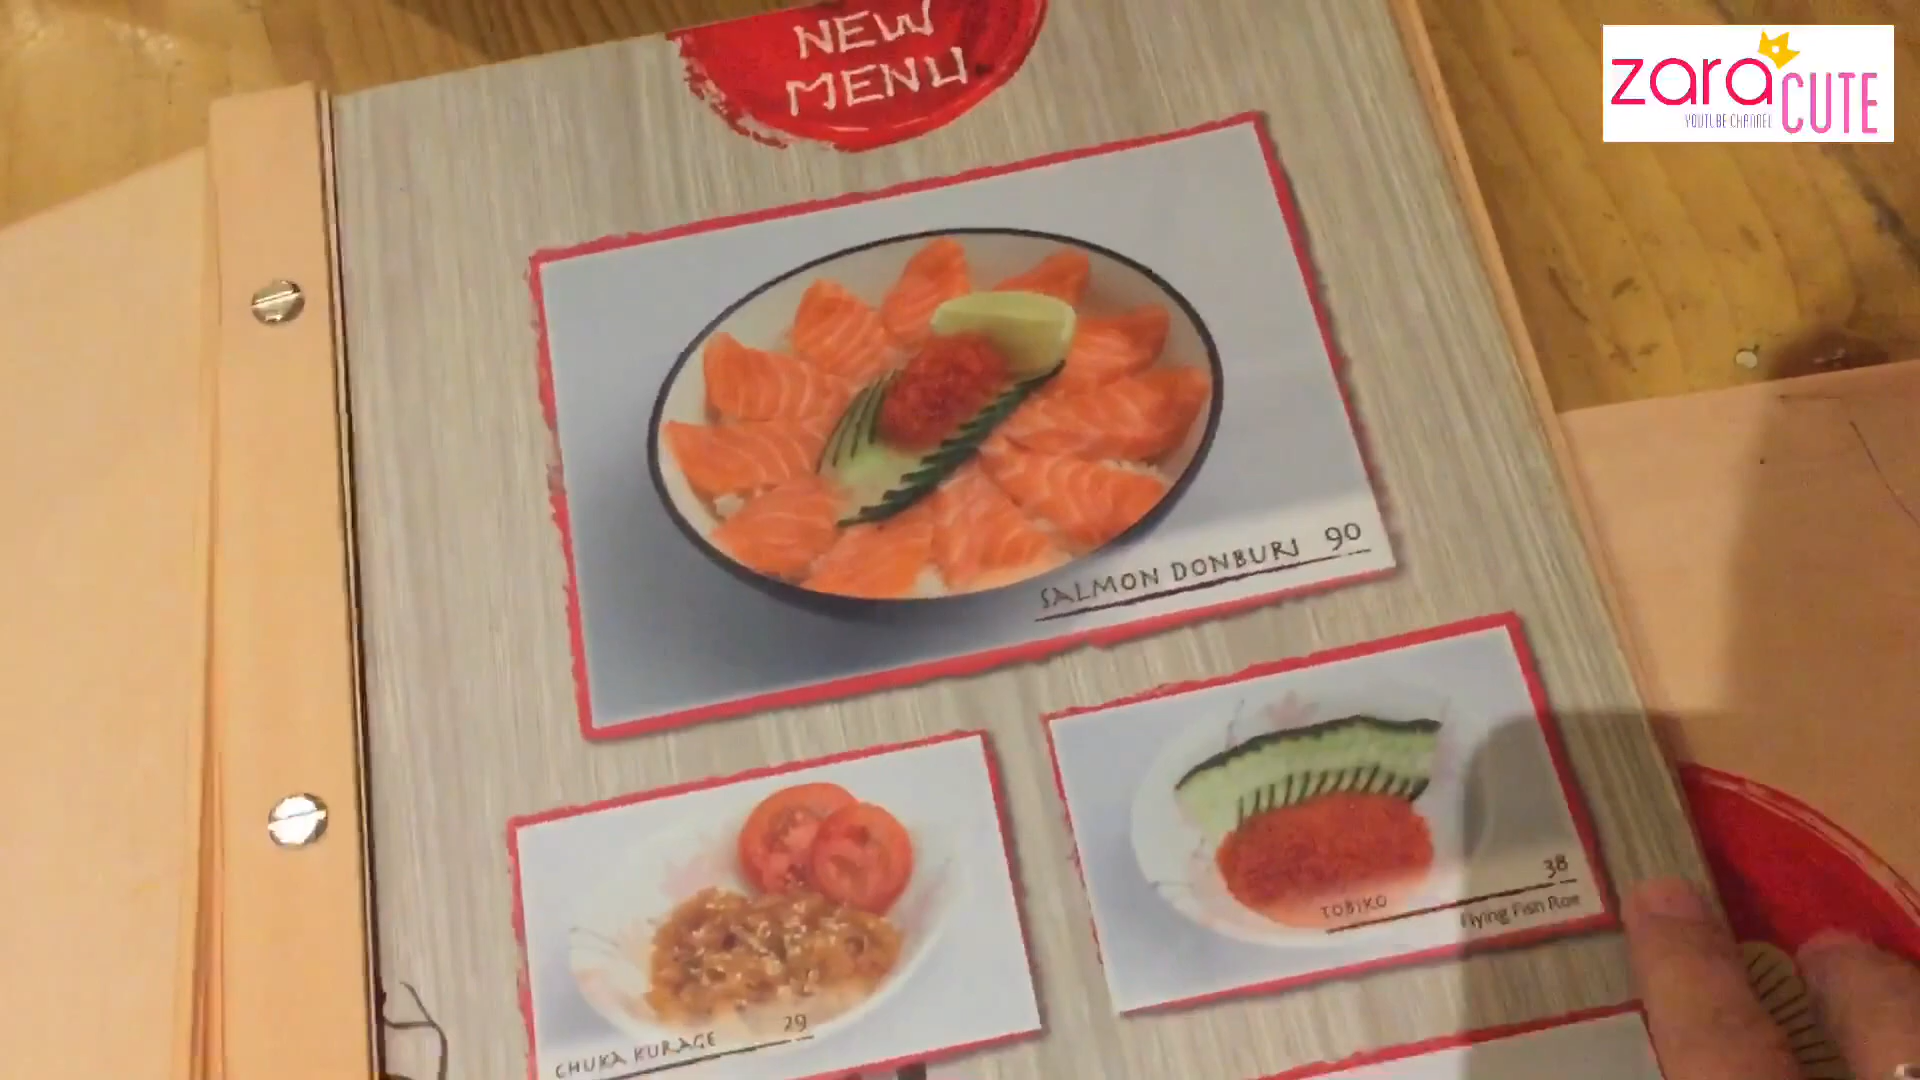 NEW
MENU
zara CUTE
YOUTUBE CHANNEL
SALMON DONBURI 90
38
TOBIKO
Flying Fish Roe
CHUKA KURAGE 29